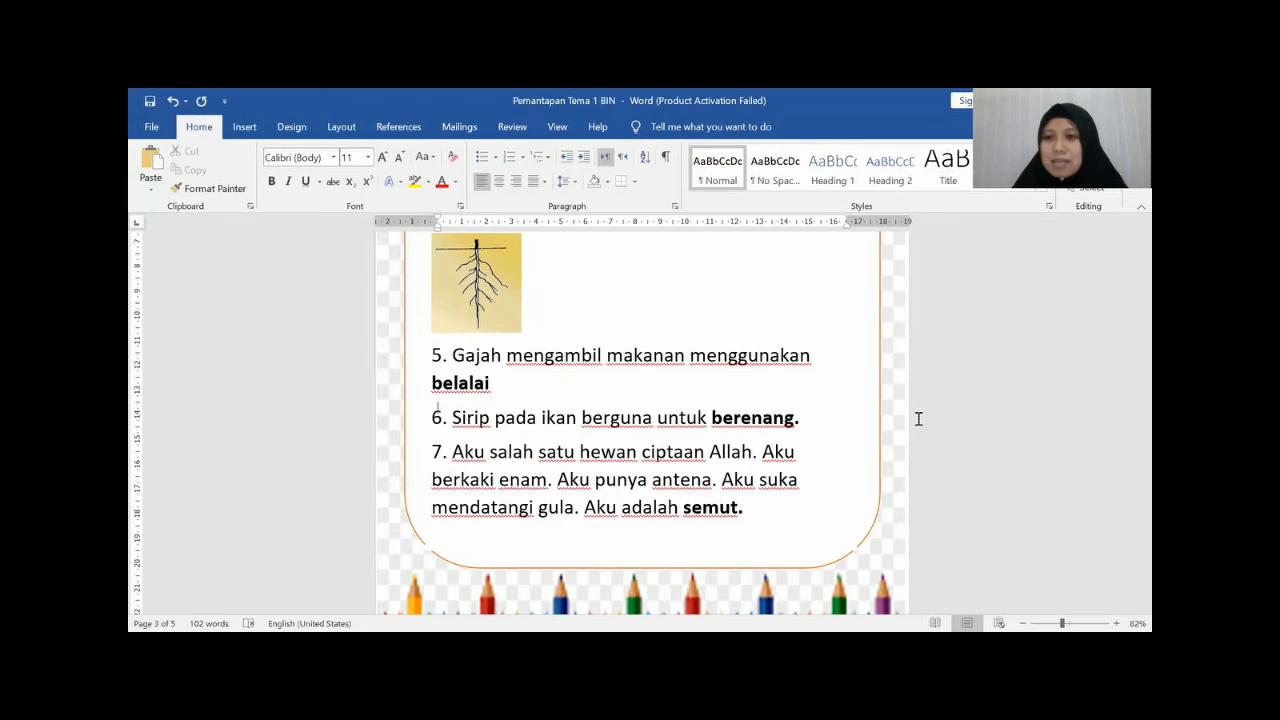 Pemantapan Tema 1 BIN - Word (Product Activation Failed)
Sig
File Home Insert Design Layout References Mailings Review View Help Tell me what you want to do
Paste
Cut
Copy
Format Painter
Clipboard
Calibri (Body) 11
Font
Paragraph
AaBbCcDc AaBbCcDc AaBbCc AaBbCcE AaB
¶ Normal ¶ No Spac... Heading 1 Heading 2 Title
Styles
Select
Editing
5. Gajah mengambil makanan menggunakan
belalai
6. Sirip pada ikan berguna untuk berenang.
7. Aku salah satu hewan ciptaan Allah. Aku
berkaki enam. Aku punya antena. Aku suka
mendatangi gula. Aku adalah semut.
Page 3 of 5 102 words English (United States) 82%